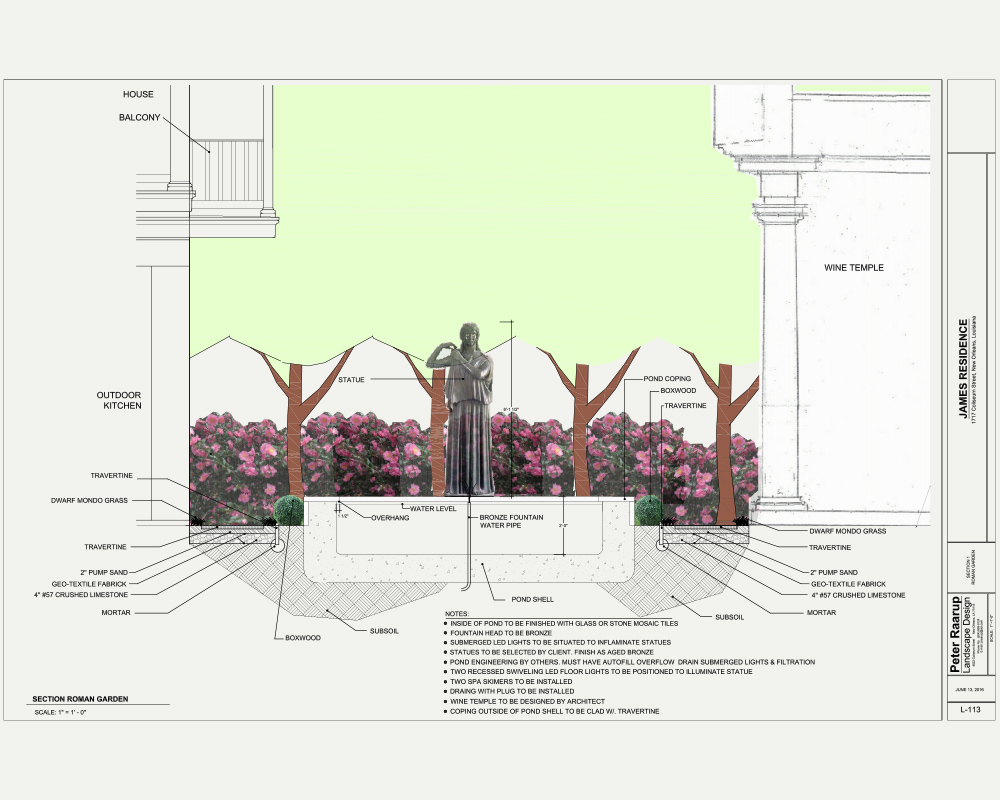 HOUSE
BALCONY
WINE TEMPLE
OUTDOOR
KITCHEN
STATUE
POND COPING
BOXWOOD
TRAVERTINE
6'-1 1/2"
TRAVERTINE
DWARF MONDO GRASS
TRAVERTINE
2" PUMP SAND
GEO-TEXTILE FABRICK
4" #57 CRUSHED LIMESTONE
MORTAR
BOXWOOD
SUBSOIL
1 1/2"
OVERHANG
WATER LEVEL
BRONZE FOUNTAIN
WATER PIPE
2'-0"
POND SHELL
DWARF MONDO GRASS
TRAVERTINE
2" PUMP SAND
GEO-TEXTILE FABRICK
4" #57 CRUSHED LIMESTONE
MORTAR
SUBSOIL
NOTES:
INSIDE OF POND TO BE FINISHED WITH GLASS OR STONE MOSAIC TILES
FOUNTAIN HEAD TO BE BRONZE
SUBMERGED LED LIGHTS TO BE SITUATED TO INFLAMINATE STATUES
STATUES TO BE SELECTED BY CLIENT. FINISH AS AGED BRONZE
POND ENGINEERING BY OTHERS. MUST HAVE AUTOFILL OVERFLOW DRAIN SUBMERGED LIGHTS & FILTRATION
TWO RECESSED SWIVELING LED FLOOR LIGHTS TO BE POSITIONED TO ILLUMINATE STATUE
TWO SPA SKIMERS TO BE INSTALLED
DRAING WITH PLUG TO BE INSTALLED
WINE TEMPLE TO BE DESIGNED BY ARCHITECT
COPING OUTSIDE OF POND SHELL TO BE CLAD W/. TRAVERTINE
SECTION ROMAN GARDEN
SCALE: 1" = 1' - 0"
JAMES RESIDENCE
1717 Coliseum Street, New Orleans, Louisiana
SECTION 1
ROMAN GARDEN
Peter Raarup
Landscape Design
SCALE: 1" = 1'-0"
JUNE 13, 2016
L-113